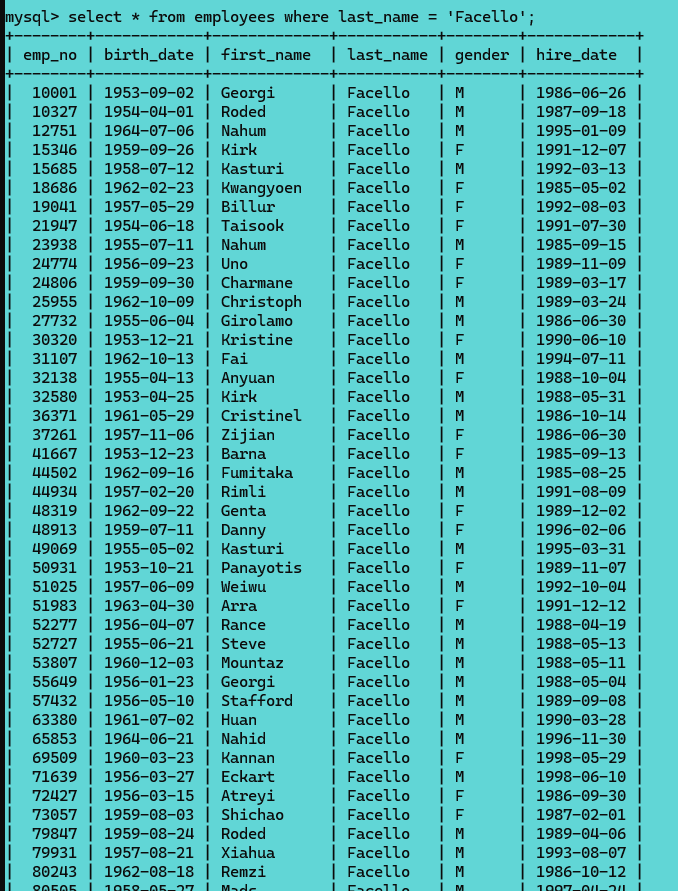 mysql> select * from employees where last_name = 'Facello';
+--------+------------+-------------+-----------+--------+------------+
| emp_no | birth_date | first_name  | last_name | gender | hire_date  |
+--------+------------+-------------+-----------+--------+------------+
|  10001 | 1953-09-02 | Georgi      | Facello   | M      | 1986-06-26 |
|  10327 | 1954-04-01 | Roded       | Facello   | M      | 1987-09-18 |
|  12751 | 1964-07-06 | Nahum       | Facello   | M      | 1995-01-09 |
|  15346 | 1959-09-26 | Kirk        | Facello   | F      | 1991-12-07 |
|  15685 | 1958-07-12 | Kasturi     | Facello   | M      | 1992-03-13 |
|  18686 | 1962-02-23 | Kwangyoen   | Facello   | F      | 1985-05-02 |
|  19041 | 1957-05-29 | Billur      | Facello   | F      | 1992-08-03 |
|  21947 | 1954-06-18 | Taisook     | Facello   | F      | 1991-07-30 |
|  23938 | 1955-07-11 | Nahum       | Facello   | M      | 1985-09-15 |
|  24774 | 1956-09-23 | Uno         | Facello   | F      | 1989-11-09 |
|  24806 | 1959-09-30 | Charmane    | Facello   | F      | 1989-03-17 |
|  25955 | 1962-10-09 | Christoph   | Facello   | M      | 1989-03-24 |
|  27732 | 1955-06-04 | Girolamo    | Facello   | M      | 1986-06-30 |
|  30320 | 1953-12-21 | Kristine    | Facello   | F      | 1990-06-10 |
|  31107 | 1962-10-13 | Fai         | Facello   | M      | 1994-07-11 |
|  32138 | 1955-04-13 | Anyuan      | Facello   | F      | 1988-10-04 |
|  32580 | 1953-04-25 | Kirk        | Facello   | M      | 1988-05-31 |
|  36371 | 1961-05-29 | Cristinel   | Facello   | M      | 1986-10-14 |
|  37261 | 1957-11-06 | Zijian      | Facello   | F      | 1986-06-30 |
|  41667 | 1953-12-23 | Barna       | Facello   | F      | 1985-09-13 |
|  44502 | 1962-09-16 | Fumitaka    | Facello   | M      | 1985-08-25 |
|  44934 | 1957-02-20 | Rimli       | Facello   | M      | 1991-08-09 |
|  48319 | 1962-09-22 | Genta       | Facello   | F      | 1989-12-02 |
|  48913 | 1959-07-11 | Danny       | Facello   | F      | 1996-02-06 |
|  49069 | 1955-05-02 | Kasturi     | Facello   | M      | 1995-03-31 |
|  50931 | 1953-10-21 | Panayotis   | Facello   | F      | 1989-11-07 |
|  51025 | 1957-06-09 | Weiwu       | Facello   | M      | 1992-10-04 |
|  51983 | 1963-04-30 | Arra        | Facello   | F      | 1991-12-12 |
|  52277 | 1956-04-07 | Rance       | Facello   | M      | 1988-04-19 |
|  52727 | 1955-06-21 | Steve       | Facello   | M      | 1988-05-13 |
|  53807 | 1960-12-03 | Mountaz     | Facello   | M      | 1988-05-11 |
|  55649 | 1956-01-23 | Georgi      | Facello   | M      | 1988-05-04 |
|  57432 | 1956-05-10 | Stafford    | Facello   | M      | 1989-09-08 |
|  63380 | 1961-07-02 | Huan        | Facello   | M      | 1990-03-28 |
|  65853 | 1964-06-21 | Nahid       | Facello   | M      | 1996-11-30 |
|  69509 | 1960-03-23 | Kannan      | Facello   | F      | 1998-05-29 |
|  71639 | 1956-03-27 | Eckart      | Facello   | M      | 1998-06-10 |
|  72427 | 1956-03-15 | Atreyi      | Facello   | F      | 1986-09-30 |
|  73057 | 1959-08-03 | Shichao     | Facello   | F      | 1987-02-01 |
|  79847 | 1959-08-24 | Roded       | Facello   | M      | 1989-04-06 |
|  79931 | 1957-08-21 | Xiahua      | Facello   | M      | 1993-08-07 |
|  80243 | 1962-08-18 | Remzi       | Facello   | M      | 1986-10-12 |
|  80505 | 1958-05-27 | Mads        | Facello   | M      | 1997-04-24 |